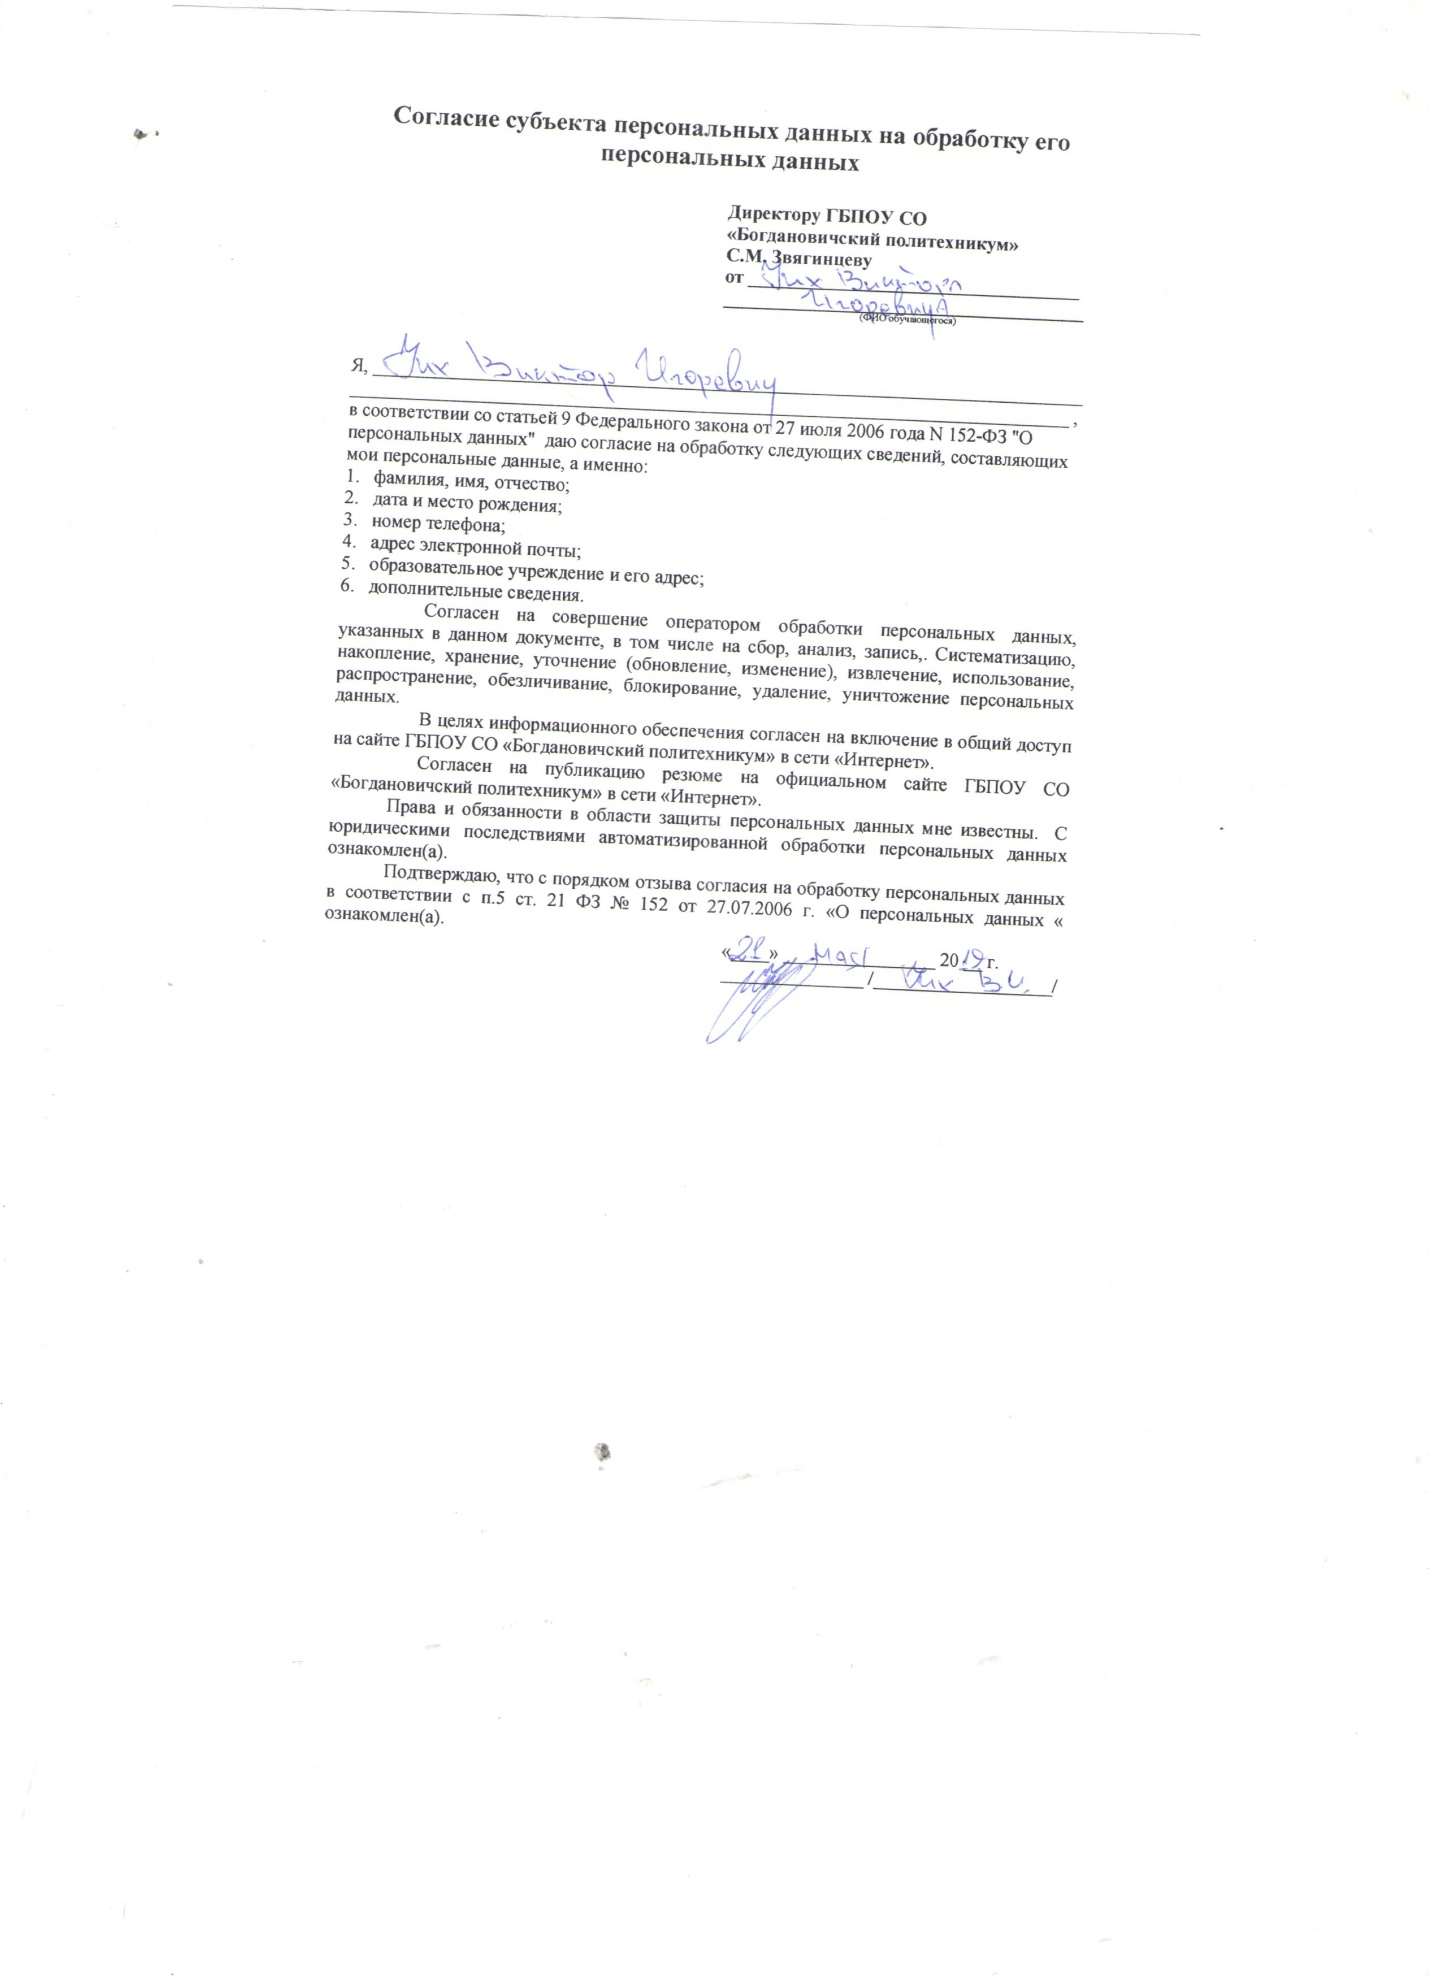 Согласие субъекта персональных данных на обработку его
персональных данных
Директору ГБПОУ СО
«Богдановичский политехникум»
С.М. Звягинцеву
от Виктора
Игоревича
(ФИО обучающегося)
Я, Виктор Игоревич
,
в соответствии со статьей 9 Федерального закона от 27 июля 2006 года N 152-ФЗ "О
персональных данных" даю согласие на обработку следующих сведений, составляющих
мои персональные данные, а именно:
1. фамилия, имя, отчество;
2. дата и место рождения;
3. номер телефона;
4. адрес электронной почты;
5. образовательное учреждение и его адрес;
6. дополнительные сведения.
Согласен на совершение оператором обработки персональных данных,
указанных в данном документе, в том числе на сбор, анализ, запись,. Систематизацию,
накопление, хранение, уточнение (обновление, изменение), извлечение, использование,
распространение, обезличивание, блокирование, удаление, уничтожение персональных
данных.
В целях информационного обеспечения согласен на включение в общий доступ
на сайте ГБПОУ СО «Богдановичский политехникум» в сети «Интернет».
Согласен на публикацию резюме на официальном сайте ГБПОУ СО
«Богдановичский политехникум» в сети «Интернет».
Права и обязанности в области защиты персональных данных мне известны. С
юридическими последствиями автоматизированной обработки персональных данных
ознакомлен(а).
Подтверждаю, что с порядком отзыва согласия на обработку персональных данных
в соответствии с п.5 ст. 21 ФЗ № 152 от 27.07.2006 г. «О персональных данных «
ознакомлен(а).
«21» мая 2019 г.
/ В.И. /